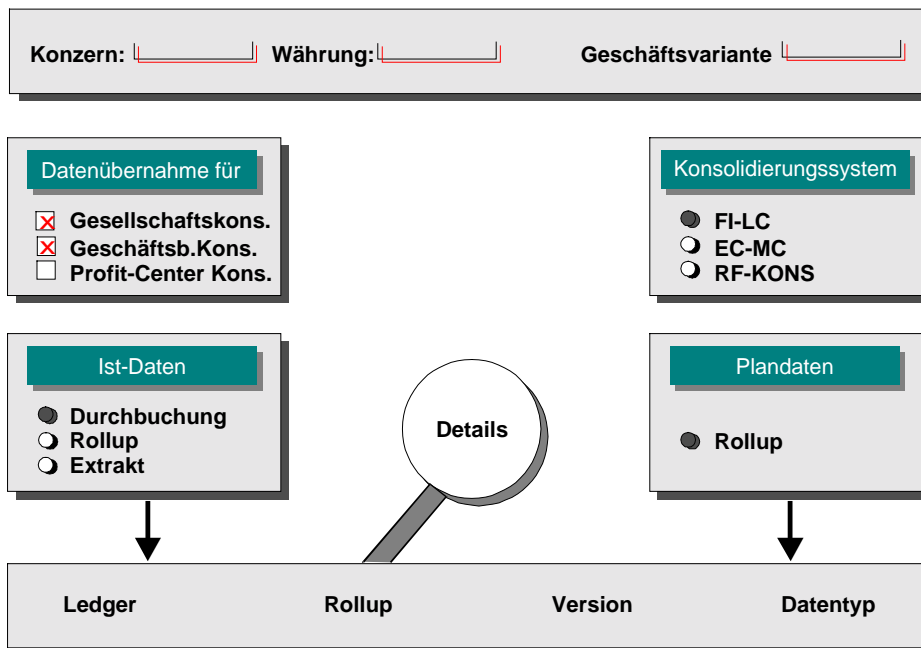 Konzern: Währung: Geschäftsvariante
Datenübernahme für
Gesellschaftskons.
Geschäftsb.Kons.
Profit-Center Kons.
Konsolidierungssystem
FI-LC
EC-MC
RF-KONS
Ist-Daten
Durchbuchung
Rollup
Extrakt
Details
Plandaten
Rollup
Ledger Rollup Version Datentyp